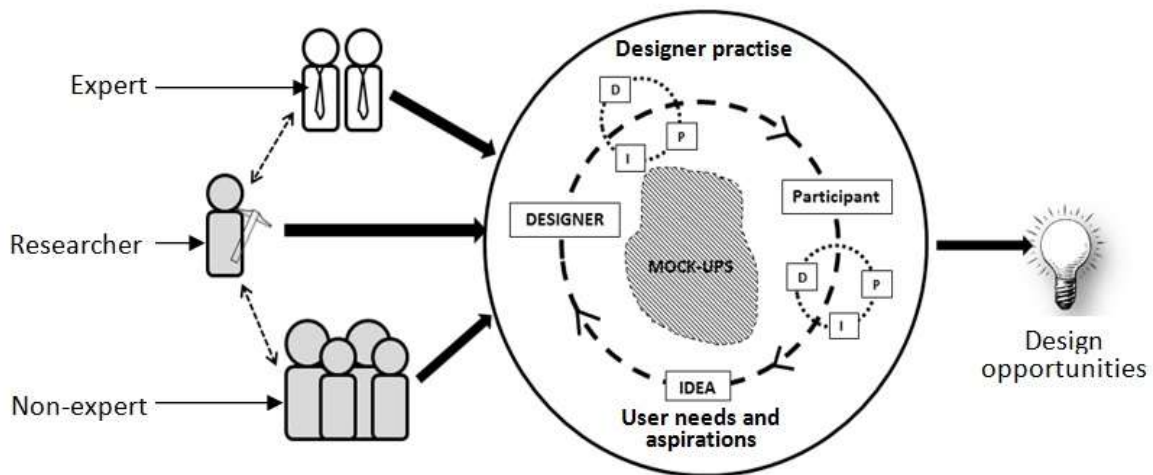 Expert
Researcher
Non-expert
Designer practise
D
P
I
DESIGNER
Participant
MOCK-UPS
D
P
I
IDEA
User needs and
aspirations
Design
opportunities